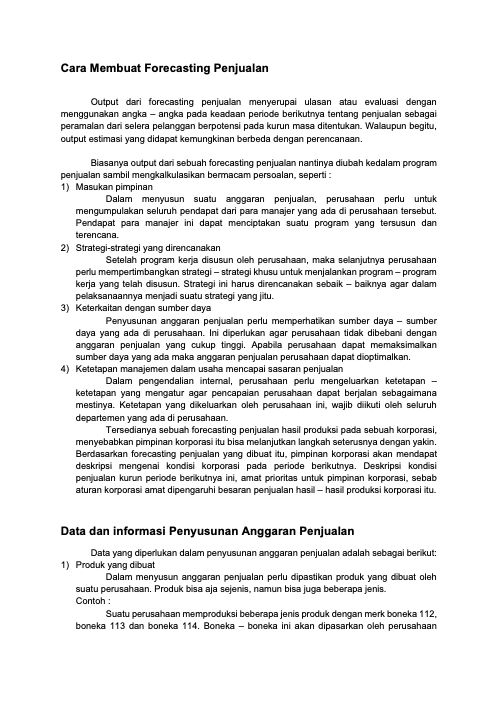 Cara Membuat Forecasting Penjualan
Output dari forecasting penjualan menyerupai ulasan atau evaluasi dengan
menggunakan angka – angka pada keadaan periode berikutnya tentang penjualan sebagai
peramalan dari selera pelanggan berpotensi pada kurun masa ditentukan. Walaupun begitu,
output estimasi yang didapat kemungkinan berbeda dengan perencanaan.
Biasanya output dari sebuah forecasting penjualan nantinya diubah kedalam program
penjualan sambil mengkalkulasikan bermacam persoalan, seperti :
1) Masukan pimpinan
Dalam menyusun suatu anggaran penjualan, perusahaan perlu untuk
mengumpulakan seluruh pendapat dari para manajer yang ada di perusahaan tersebut.
Pendapat para manajer ini dapat menciptakan suatu program yang tersusun dan
terencana.
2) Strategi-strategi yang direncanakan
Setelah program kerja disusun oleh perusahaan, maka selanjutnya perusahaan
perlu mempertimbangkan strategi – strategi khusu untuk menjalankan program – program
kerja yang telah disusun. Strategi ini harus direncanakan sebaik – baiknya agar dalam
pelaksanaannya menjadi suatu strategi yang jitu.
3) Keterkaitan dengan sumber daya
Penyusunan anggaran penjualan perlu memperhatikan sumber daya – sumber
daya yang ada di perusahaan. Ini diperlukan agar perusahaan tidak dibebani dengan
anggaran penjualan yang cukup tinggi. Apabila perusahaan dapat memaksimalkan
sumber daya yang ada maka anggaran penjualan perusahaan dapat dioptimalkan.
4) Ketetapan manajemen dalam usaha mencapai sasaran penjualan
Dalam pengendalian internal, perusahaan perlu mengeluarkan ketetapan –
ketetapan yang mengatur agar pencapaian perusahaan dapat berjalan sebagaimana
mestinya. Ketetapan yang dikeluarkan oleh perusahaan ini, wajib diikuti oleh seluruh
departemen yang ada di perusahaan.
Tersedianya sebuah forecasting penjualan hasil produksi pada sebuah korporasi,
menyebabkan pimpinan korporasi itu bisa melanjutkan langkah seterusnya dengan yakin.
Berdasarkan forecasting penjualan yang dibuat itu, pimpinan korporasi akan mendapat
deskripsi mengenai kondisi korporasi pada periode berikutnya. Deskripsi kondisi
penjualan kurun periode berikutnya ini, amat prioritas untuk pimpinan korporasi, sebab
aturan korporasi amat dipengaruhi besaran penjualan hasil – hasil produksi korporasi itu.
Data dan informasi Penyusunan Anggaran Penjualan
Data yang diperlukan dalam penyusunan anggaran penjualan adalah sebagai berikut:
1) Produk yang dibuat
Dalam menyusun anggaran penjualan perlu dipastikan produk yang dibuat oleh
suatu perusahaan. Produk bisa aja sejenis, namun bisa juga beberapa jenis.
Contoh :
Suatu perusahaan memproduksi beberapa jenis produk dengan merk boneka 112,
boneka 113 dan boneka 114. Boneka – boneka ini akan dipasarkan oleh perusahaan